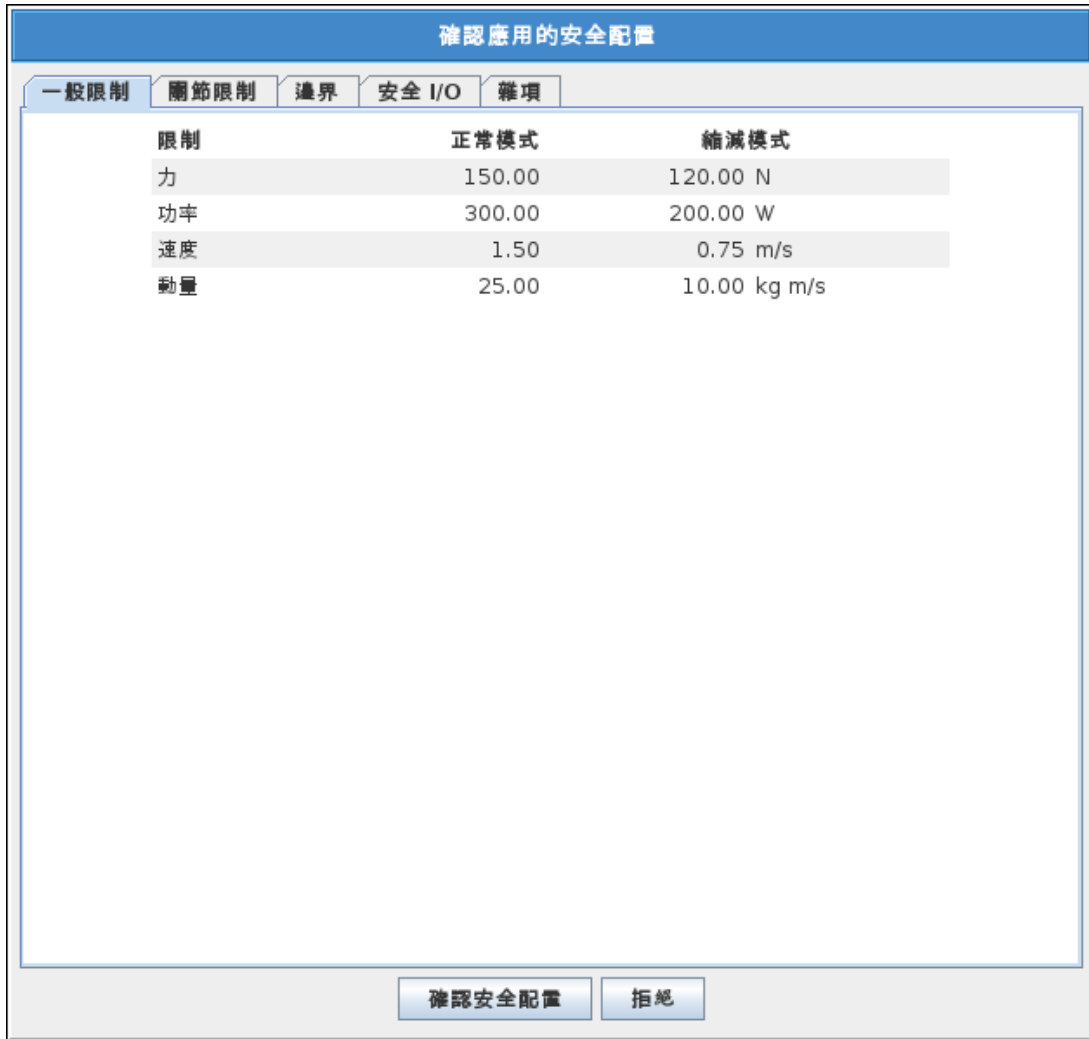 確認應用的安全配置
一般限制 關節限制 邊界 安全 I/O 雜項
限制 正常模式 縮減模式
力 150.00 120.00 N
功率 300.00 200.00 W
速度 1.50 0.75 m/s
動量 25.00 10.00 kg m/s
確認安全配置 拒絕